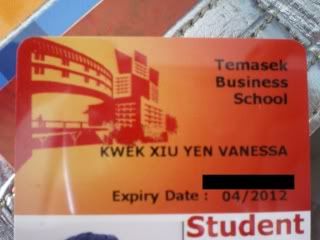 Temasek
Business
School
KWEK XIU YEN VANESSA
Expiry Date : 04/2012
Student